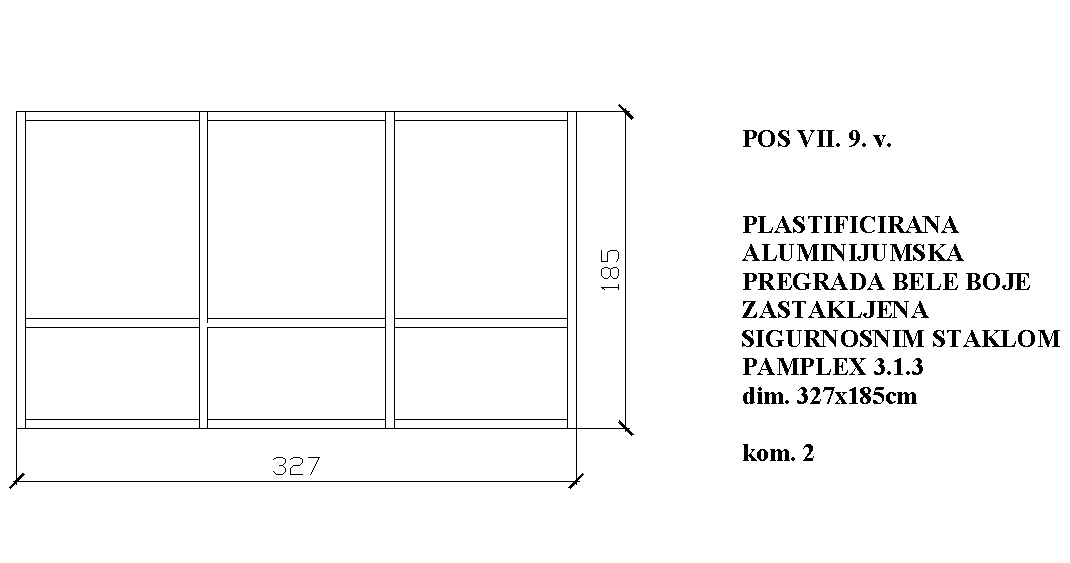 POS VII. 9. v.
PLASTIFICIRANA
ALUMINIJUMSKA
PREGRADA BELE BOJE
ZASTAKLJENA
SIGURNOSNIM STAKLOM
PAMPLEX 3.1.3
dim. 327x185cm
kom. 2
185
327